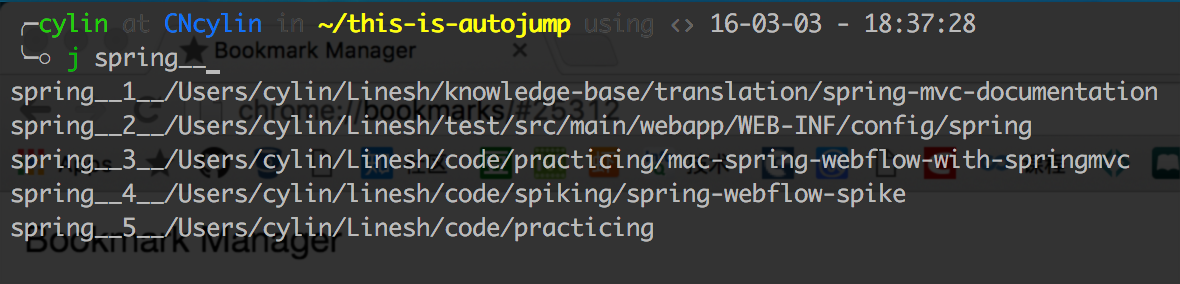 ╭─cylin at CNcylin in ~/this-is-autojump using ‹› 16-03-03 - 18:37:28
╰─○ j spring__
Bookmark Manager
spring__1__/Users/cylin/Linesh/knowledge-base/translation/spring-mvc-documentation
chrome://bookmarks/#25312
spring__2__/Users/cylin/Linesh/test/src/main/webapp/WEB-INF/config/spring
spring__3__/Users/cylin/Linesh/code/practicing/mac-spring-webflow-with-springmvc
Apps
spring__4__/Users/cylin/linesh/code/spiking/spring-webflow-spike
spring__5__/Users/cylin/Linesh/code/practicing
Bookmark Manager